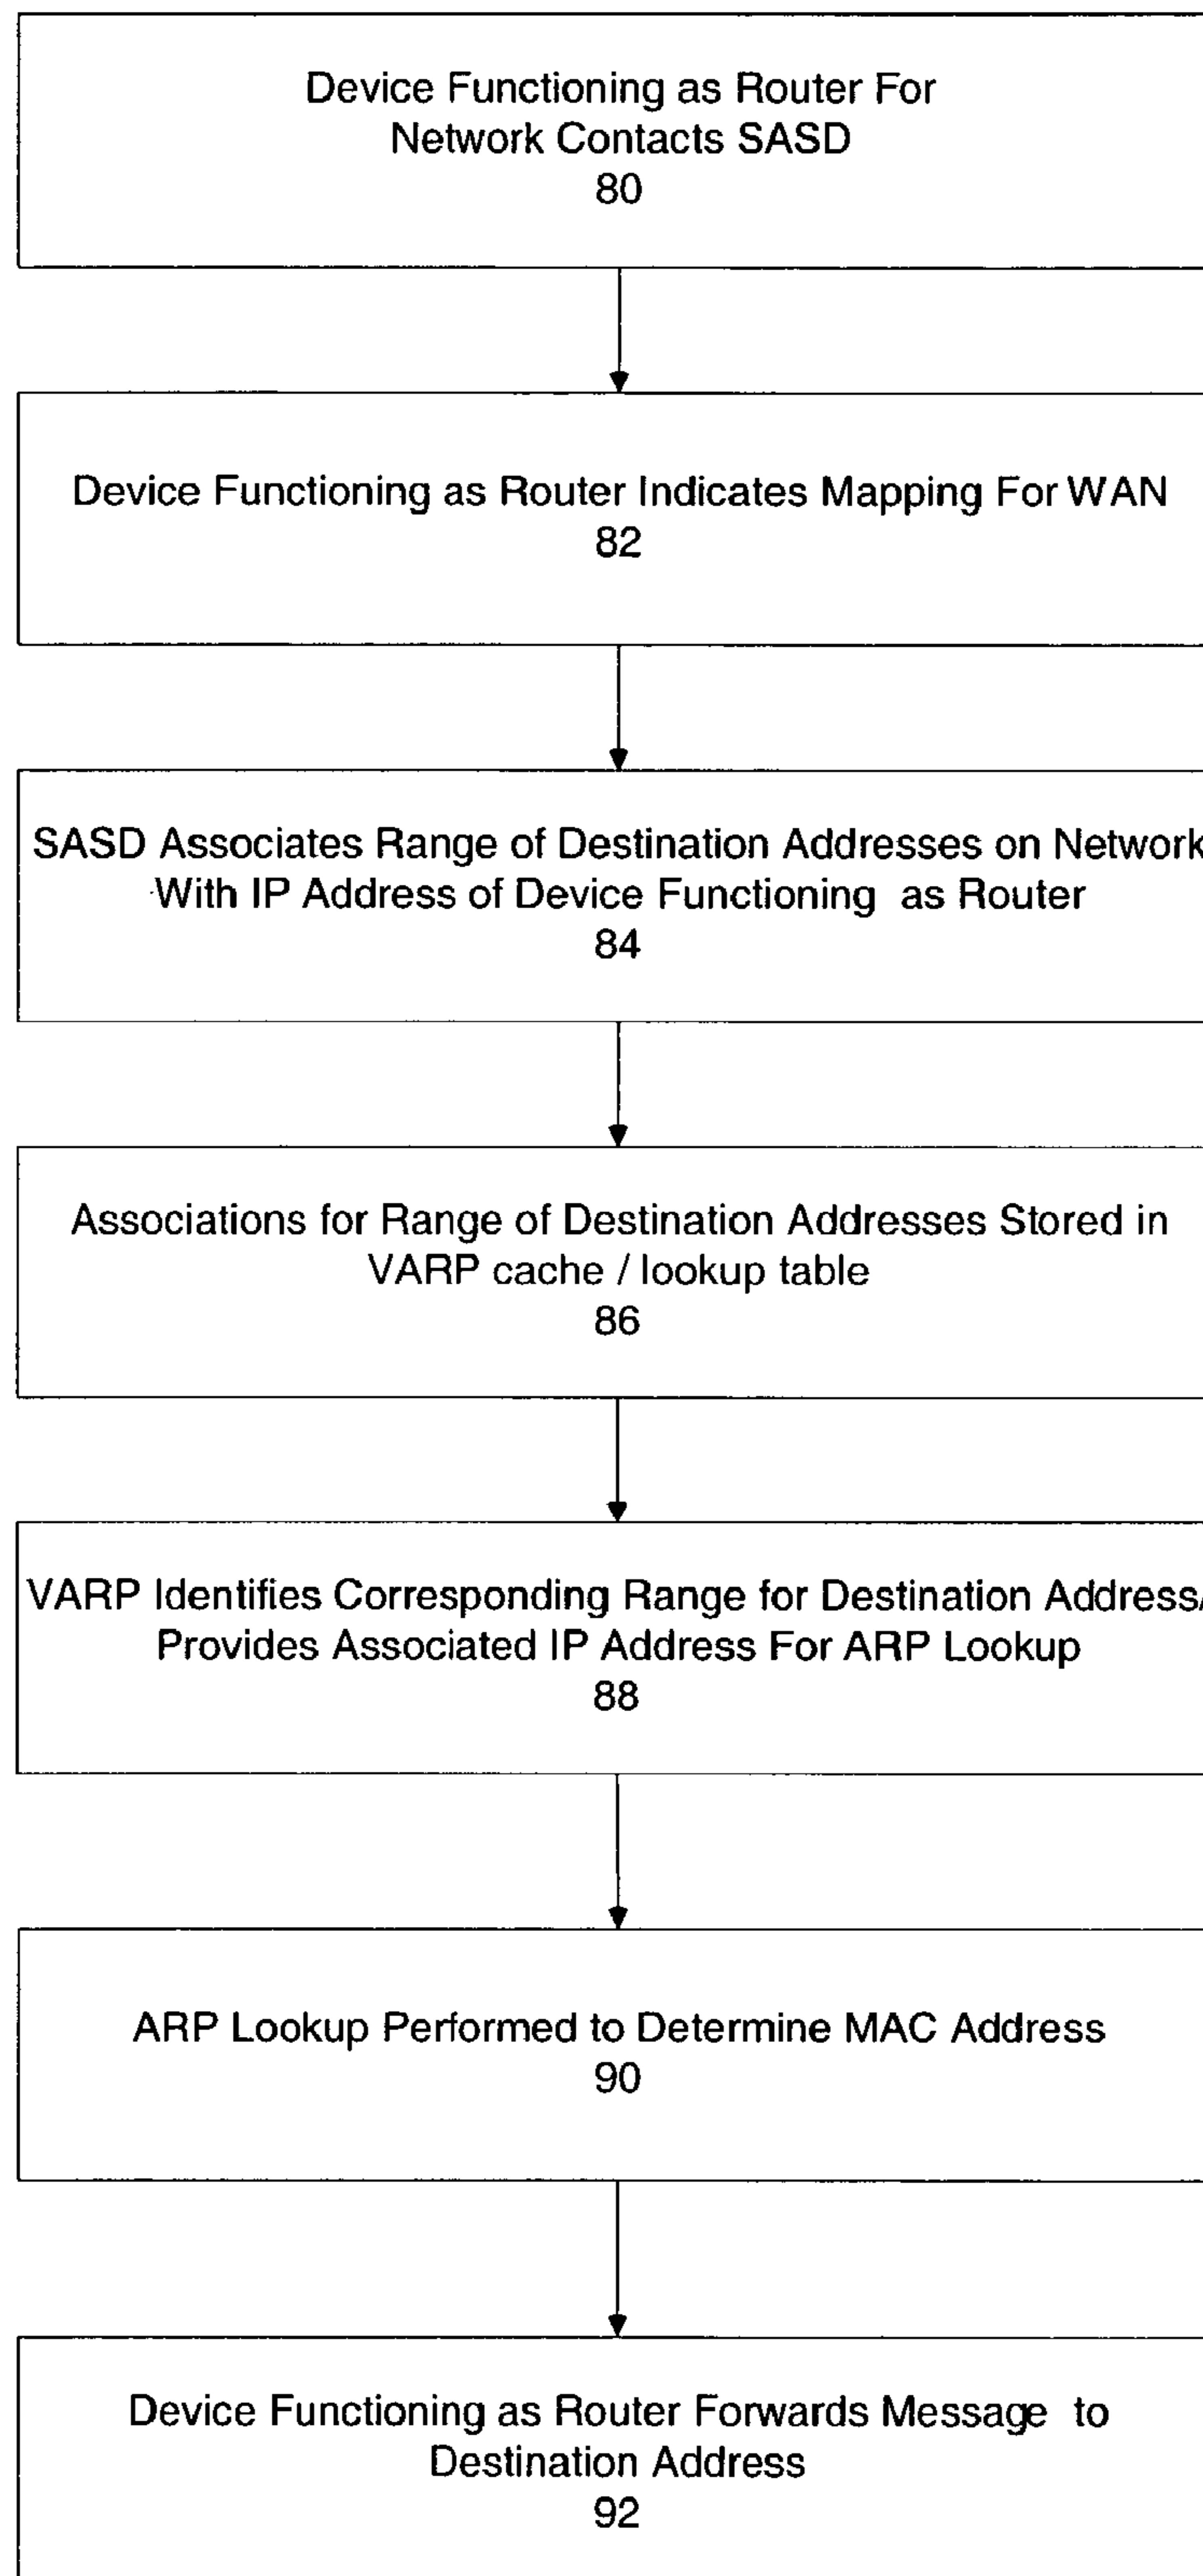 Device Functioning as Router For
Network Contacts SASD
80
Device Functioning as Router Indicates Mapping For WAN
82
SASD Associates Range of Destination Addresses on Network
With IP Address of Device Functioning as Router
84
Associations for Range of Destination Addresses Stored in
VARP cache / lookup table
86
VARP Identifies Corresponding Range for Destination Address/
Provides Associated IP Address For ARP Lookup
88
ARP Lookup Performed to Determine MAC Address
90
Device Functioning as Router Forwards Message to
Destination Address
92